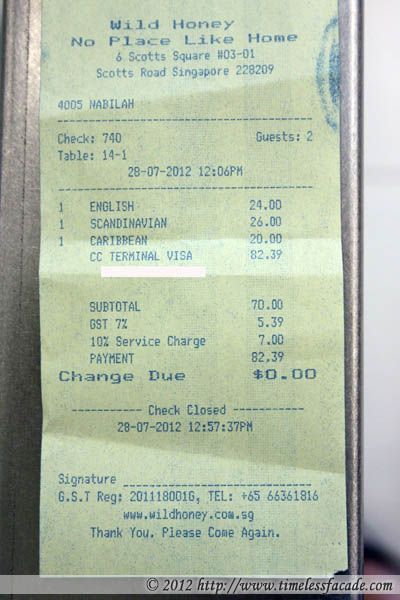 Wild Honey
No Place Like Home
6 Scotts Square #03-01
Scotts Road Singapore 228209
4005 NABILAH
Check: 740 Guests: 2
Table: 14-1
28-07-2012 12:06PM
1 ENGLISH 24.00
1 SCANDINAVIAN 26.00
1 CARIBBEAN 20.00
CC TERMINAL VISA 82.39
SUBTOTAL 70.00
GST 7% 5.39
10% Service Charge 7.00
PAYMENT 82.39
Change Due $0.00
----------- Check Closed -----------
28-07-2012 12:57:37PM
Signature ____________________
G.S.T Reg: 201118001G, TEL: +65 66361816
www.wildhoney.com.sg
Thank You. Please Come Again.
© 2012 http://www.timelessfacade.com